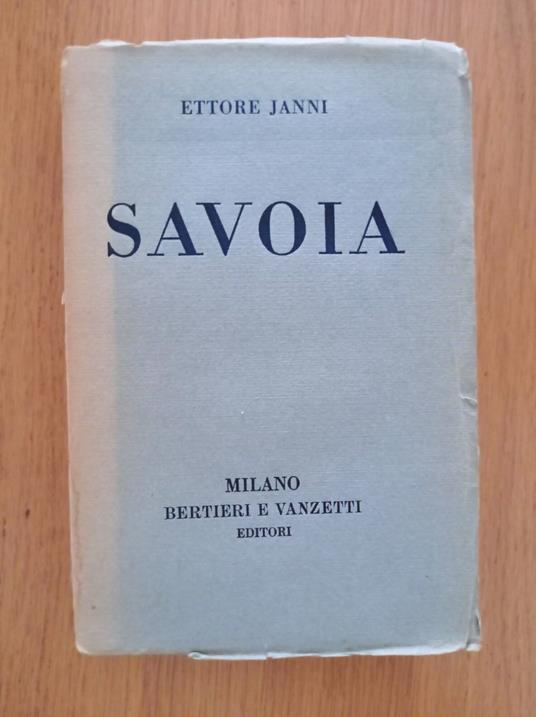 ETTORE JANNI
SAVOIA
MILANO
BERTIERI E VANZETTI
EDITORI